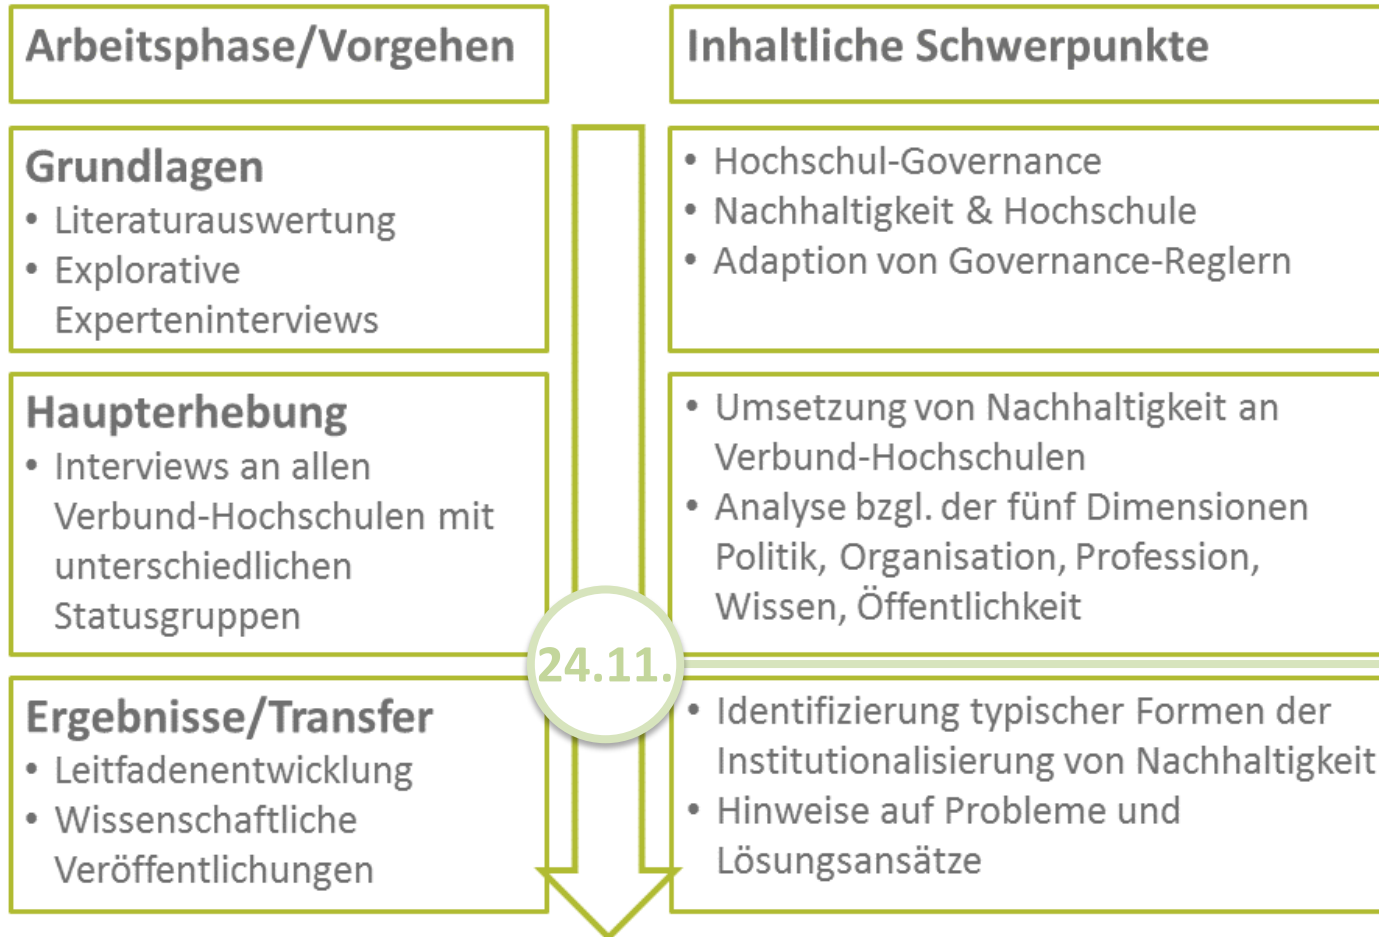 Arbeitsphase/Vorgehen
Inhaltliche Schwerpunkte
Grundlagen
• Literaturauswertung
• Explorative
Experteninterviews
• Hochschul-Governance
• Nachhaltigkeit & Hochschule
• Adaption von Governance-Reglern
Haupterhebung
• Interviews an allen
Verbund-Hochschulen mit
unterschiedlichen
Statusgruppen
• Umsetzung von Nachhaltigkeit an
Verbund-Hochschulen
• Analyse bzgl. der fünf Dimensionen
Politik, Organisation, Profession,
Wissen, Öffentlichkeit
24.11.
Ergebnisse/Transfer
• Leitfadenentwicklung
• Wissenschaftliche
Veröffentlichungen
• Identifizierung typischer Formen der
Institutionalisierung von Nachhaltigkeit
• Hinweise auf Probleme und
Lösungsansätze